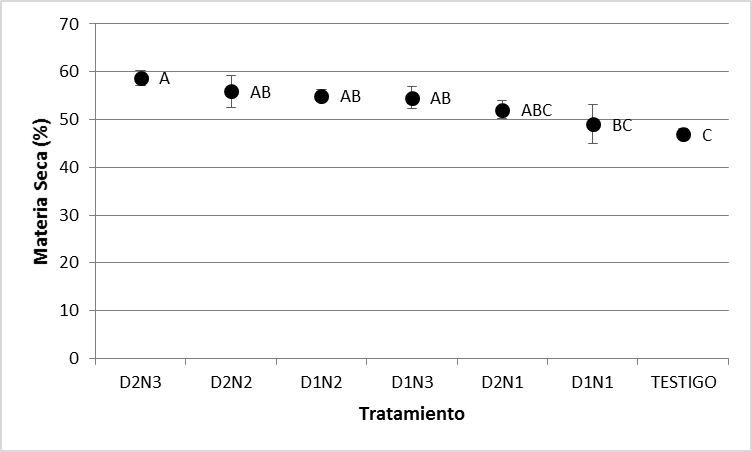 70
60
50
40
30
20
10
0
Materia Seca (%)
A
AB
AB
AB
ABC
BC
C
D2N3 D2N2 D1N2 D1N3 D2N1 D1N1 TESTIGO
Tratamiento